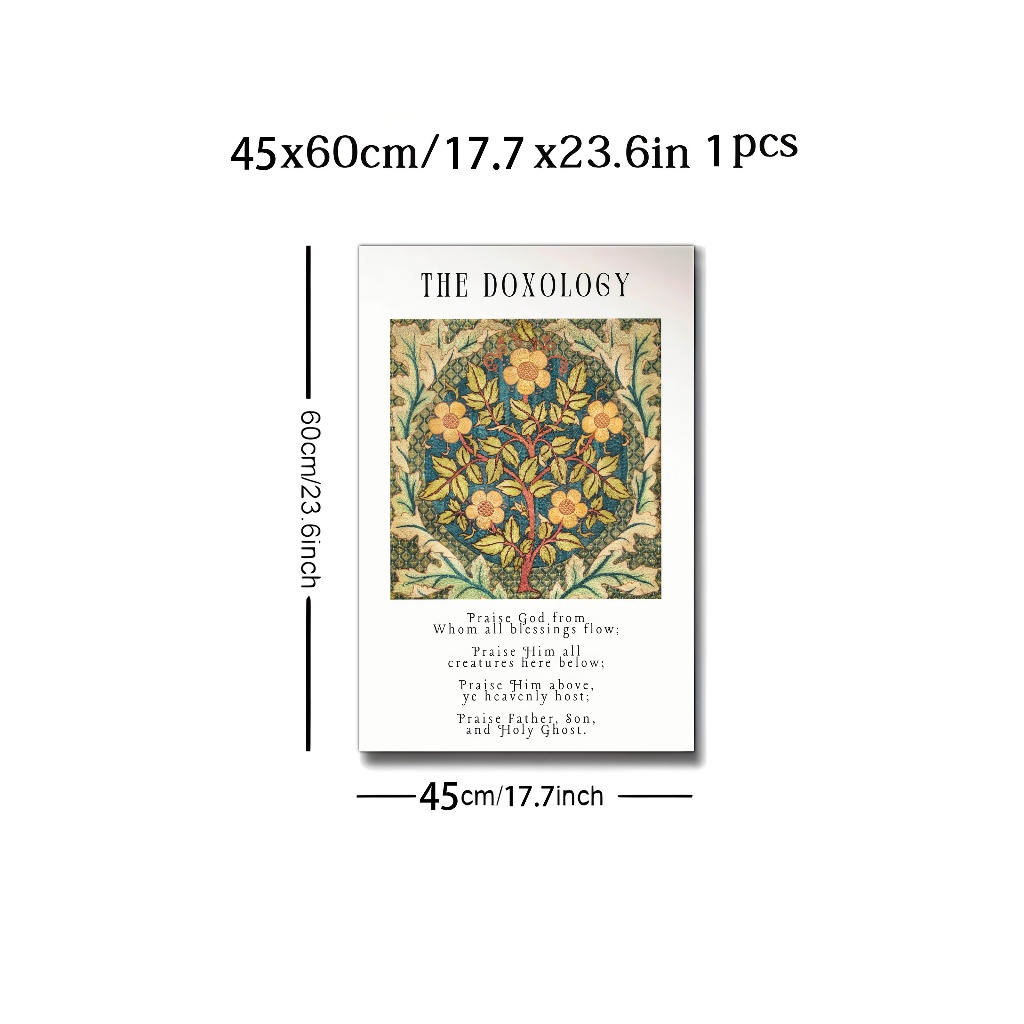 45x60cm/17.7 x23.6in 1pcs
THE DOXOLOGY
60cm/23.6inch
Praise God from
Whom all blessings flow;
Praise Him all
creatures here below;
Praise Him above,
ye heavenly host;
Praise Father, Son,
and Holy Ghost.
45cm/17.7inch